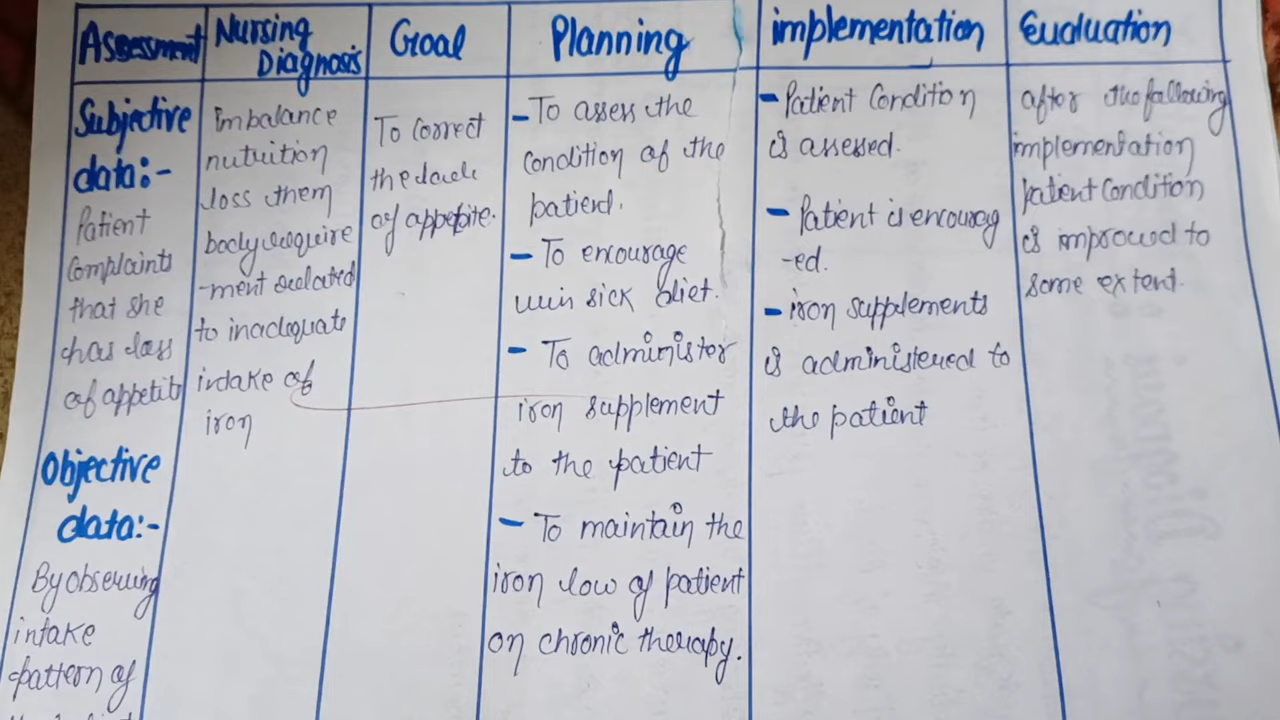 Assessment
Nursing
Diagnosis
Goal
Planning
implementation
Evaluation
Subjective
data:-
Patient
Complaints
that she
has loss
of appetite
Objective
data:-
By observing
intake
pattern of
Imbalance
nutrition
loss them
body require
-ment related
to inadequate
intake of
iron
To correct
the lack
of appetite.
- To assess the
Condition of the
patient.
- To encourage
sick diet.
- To administer
iron supplement
to the patient
- To maintain the
iron low of patient
on chronic therapy.
- Patient Condition
is assessed.
- Patient is encourag
-ed.
- iron supplements
is administered to
the patient
after the following
implementation
patient Condition
is improved to
some extent.